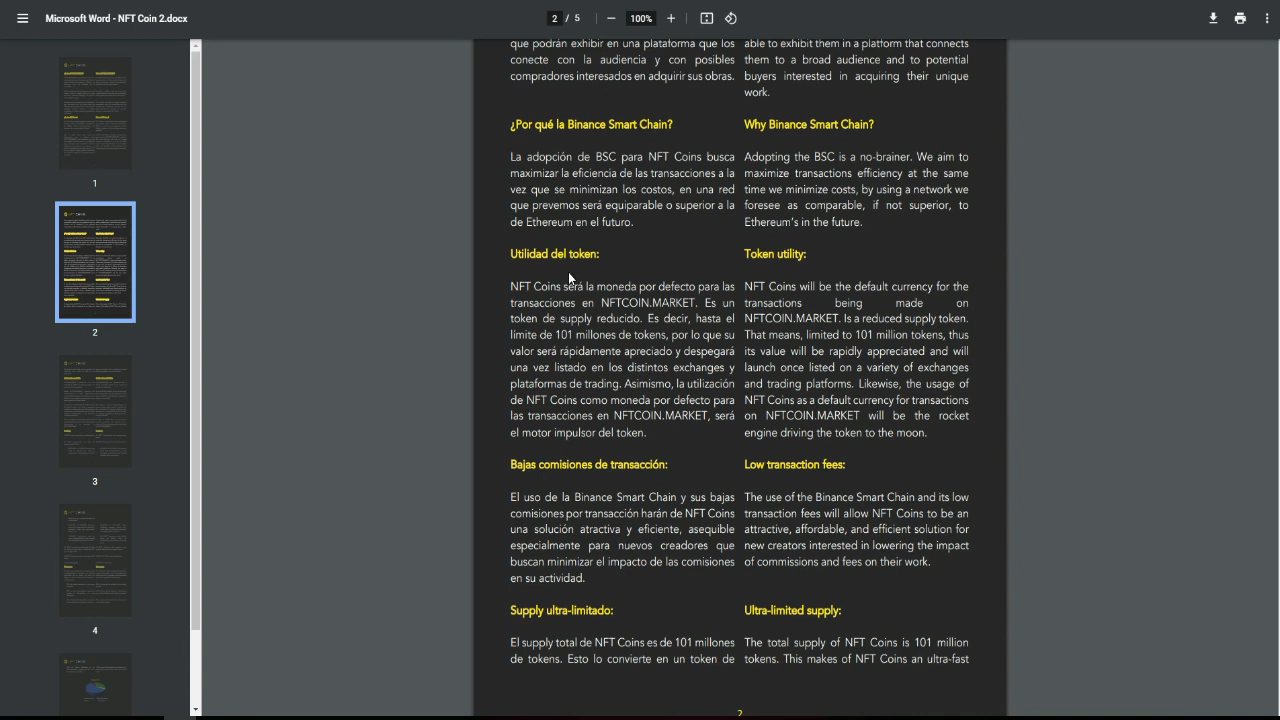 Microsoft Word - NFT Coin 2.docx
2 / 5
100%
1
2
3
4
que podrán exhibir en una plataforma que los
conecte con la audiencia y con posibles
compradores interesados en adquirir sus obras.
¿Por qué la Binance Smart Chain?
La adopción de BSC para NFT Coins busca
maximizar la eficiencia de las transacciones a la
vez que se minimizan los costos, en una red
que prevemos será equiparable o superior a la
de Ethereum en el futuro.
Utilidad del token:
NFT Coins será la moneda por defecto para las
transacciones en NFTCOIN.MARKET. Es un
token de supply reducido. Es decir, hasta el
límite de 101 millones de tokens, por lo que su
valor será rápidamente apreciado y despegará
una vez listado en los distintos exchanges y
plataformas de trading. Asimismo, la utilización
de NFT Coins como moneda por defecto para
las transacciones en NFTCOIN.MARKET, será
el motor impulsor del token.
Bajas comisiones de transacción:
El uso de la Binance Smart Chain y sus bajas
comisiones por transacción harán de NFT Coins
una solución atractiva y eficiente, asequible
especialmente para nuevos creadores que
buscan minimizar el impacto de las comisiones
en su actividad.
Supply ultra-limitado:
El supply total de NFT Coins es de 101 millones
de tokens. Esto lo convierte en un token de
able to exhibit them in a platform that connects
them to a broad audience and to potential
buyers interested in acquiring their unique
work.
Why Binance Smart Chain?
Adopting the BSC is a no-brainer. We aim to
maximize transactions efficiency at the same
time we minimize costs, by using a network we
foresee as comparable, if not superior, to
Ethereum's in the future.
Token utility:
NFT Coins will be the default currency for the
transactions being made on
NFTCOIN.MARKET. Is a reduced supply token.
That means, limited to 101 million tokens, thus
its value will be rapidly appreciated and will
launch once listed on a variety of exchanges
and trading platforms. Likewise, the usage of
NFT Coins as a default currency for transactions
on NFTCOIN.MARKET will be the rocket
engine driving the token to the moon.
Low transaction fees:
The use of the Binance Smart Chain and its low
transaction fees will allow NFT Coins to be an
attractive, affordable, and efficient solution for
new creators interested in lowering the impact
of commissions and fees on their work.
Ultra-limited supply:
The total supply of NFT Coins is 101 million
tokens. This makes of NFT Coins an ultra-fast
2